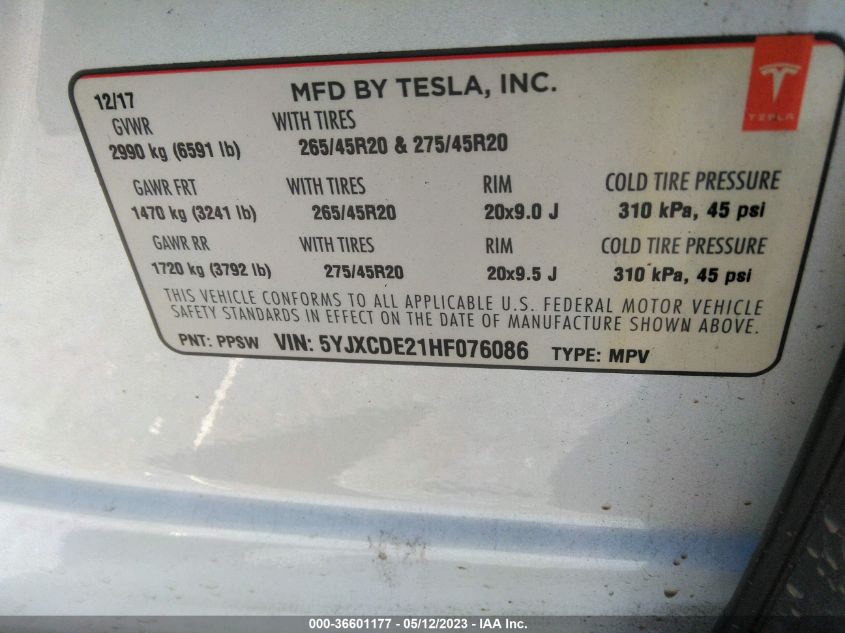 12/17 MFD BY TESLA, INC.
TESLA
GVWR WITH TIRES
2990 kg (6591 lb) 265/45R20 & 275/45R20
GAWR FRT WITH TIRES RIM COLD TIRE PRESSURE
1470 kg (3241 lb) 265/45R20 20x9.0 J 310 kPa, 45 psi
GAWR RR WITH TIRES RIM COLD TIRE PRESSURE
1720 kg (3792 lb) 275/45R20 20x9.5 J 310 kPa, 45 psi
THIS VEHICLE CONFORMS TO ALL APPLICABLE U.S. FEDERAL MOTOR VEHICLE
SAFETY STANDARDS IN EFFECT ON THE DATE OF MANUFACTURE SHOWN ABOVE.
PNT: PPSW VIN: 5YJXCDE21HF076086 TYPE: MPV
000-36601177 - 05/12/2023 - IAA Inc.